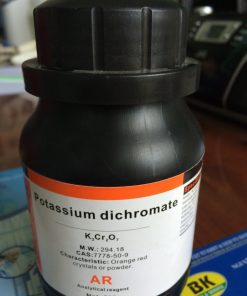 Potassium dichromate
K₂Cr₂O₇
M.W.: 294.18
CAS:7778-50-9
Characteristic: Orange red
crystals or powder.
AR
Analytical reagent
BK